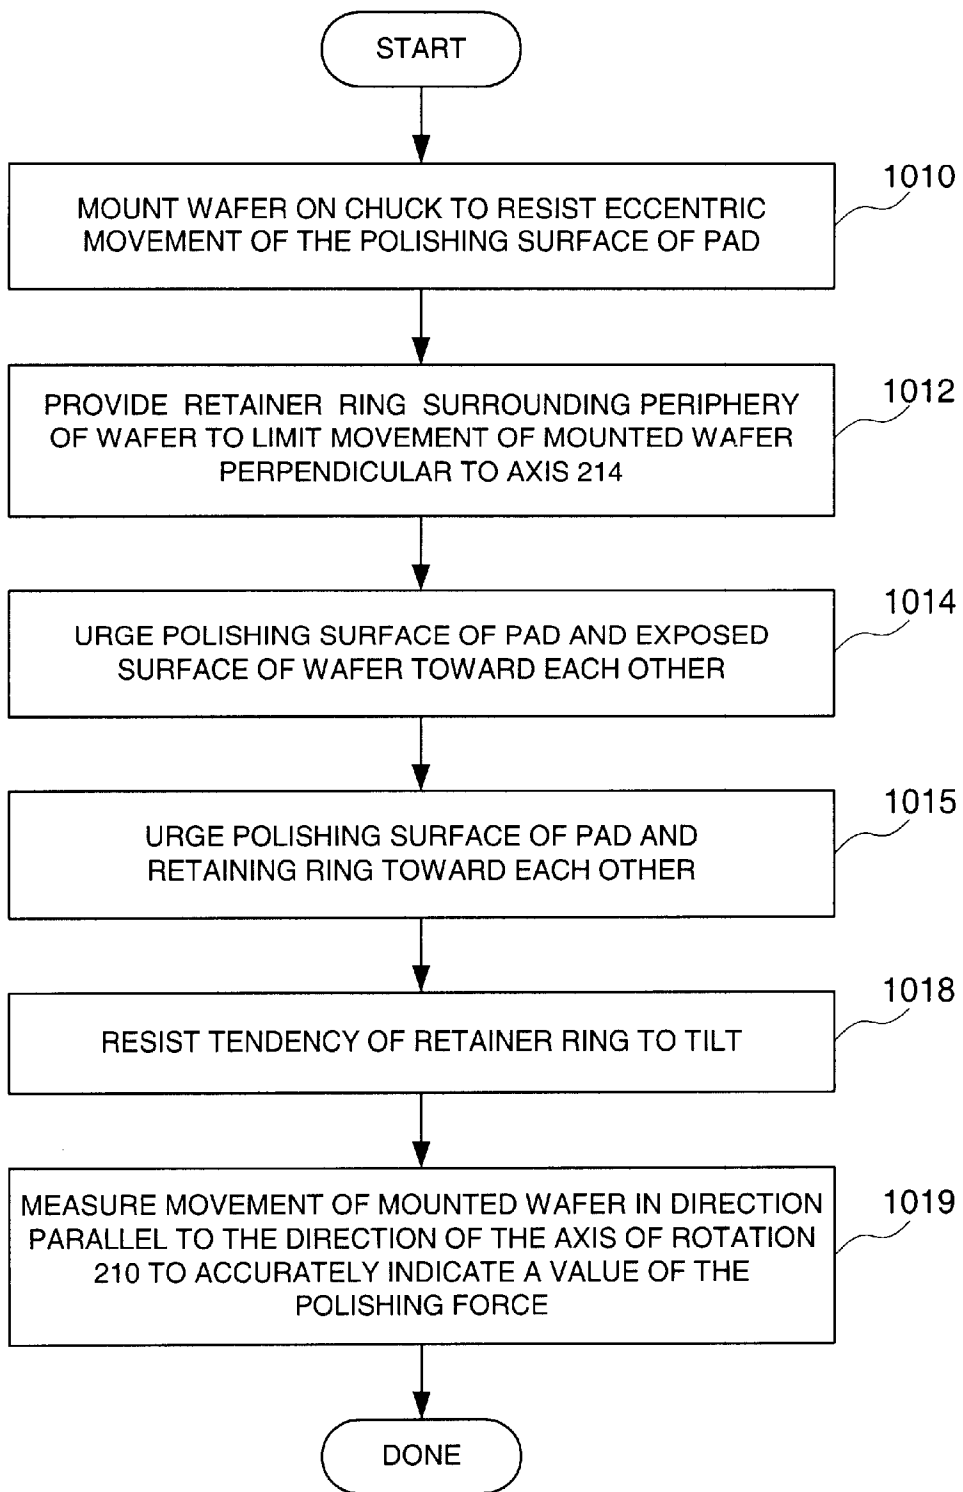 START
1010
MOUNT WAFER ON CHUCK TO RESIST ECCENTRIC
MOVEMENT OF THE POLISHING SURFACE OF PAD
1012
PROVIDE RETAINER RING SURROUNDING PERIPHERY
OF WAFER TO LIMIT MOVEMENT OF MOUNTED WAFER
PERPENDICULAR TO AXIS 214
1014
URGE POLISHING SURFACE OF PAD AND EXPOSED
SURFACE OF WAFER TOWARD EACH OTHER
1015
URGE POLISHING SURFACE OF PAD AND
RETAINING RING TOWARD EACH OTHER
1018
RESIST TENDENCY OF RETAINER RING TO TILT
1019
MEASURE MOVEMENT OF MOUNTED WAFER IN DIRECTION
PARALLEL TO THE DIRECTION OF THE AXIS OF ROTATION
210 TO ACCURATELY INDICATE A VALUE OF THE
POLISHING FORCE
DONE